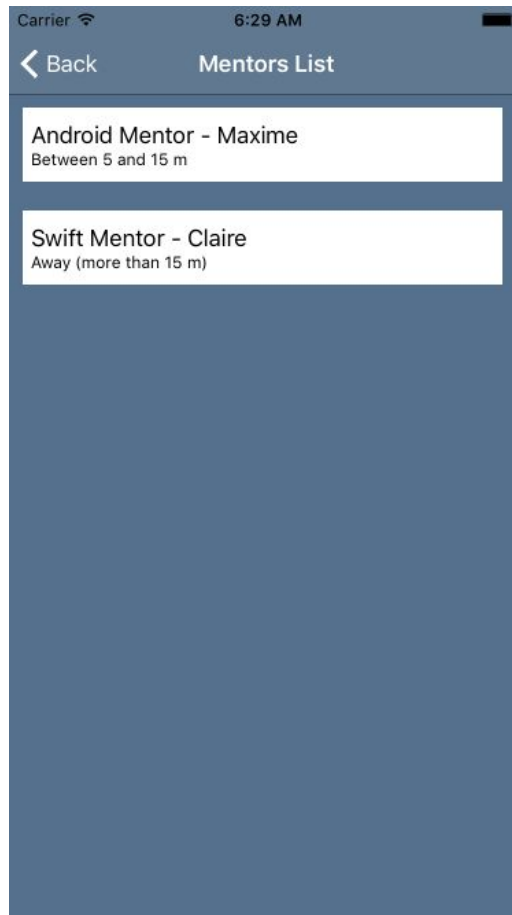 Carrier 6:29 AM
Back Mentors List
Android Mentor - Maxime
Between 5 and 15 m
Swift Mentor - Claire
Away (more than 15 m)